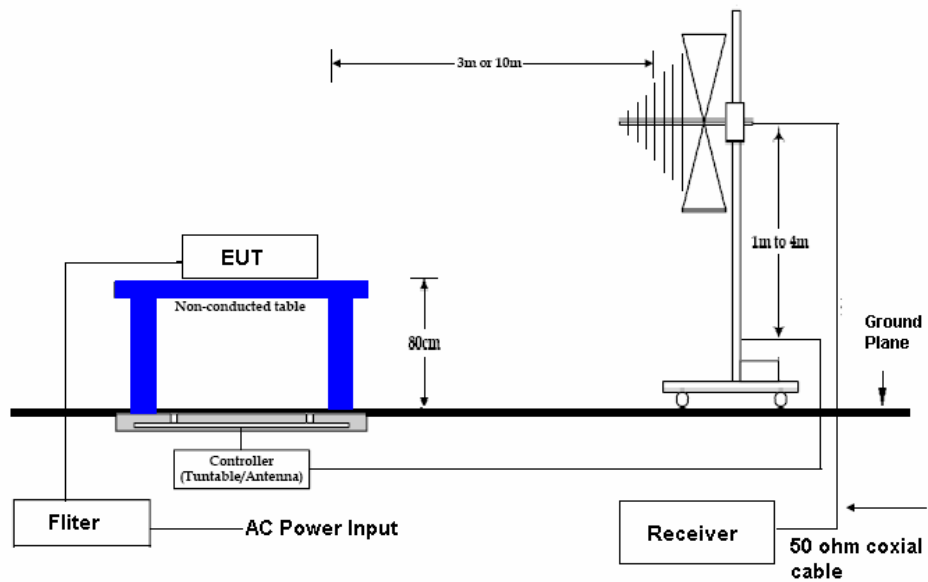 3m or 10m
EUT
Non-conducted table
80cm
1m to 4m
Ground
Plane
Controller
(Tuntable/Antenna)
Fliter
AC Power Input
Receiver
50 ohm coxial
cable